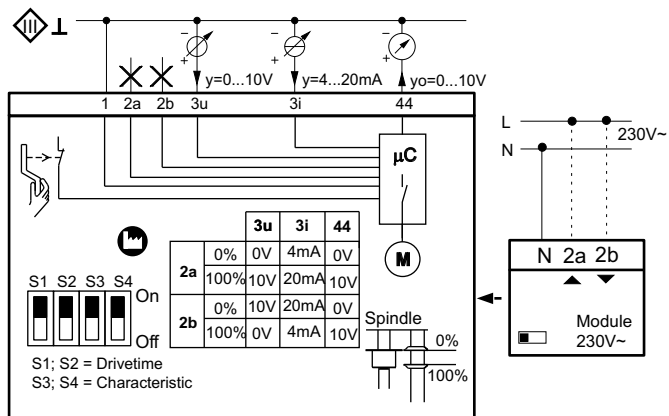 III ⊥
− − −
+ + +
y=0...10V y=4...20mA yo=0...10V
1 2a 2b 3u 3i 44
µC
M
3u 3i 44
2a 0% 0V 4mA 0V
100% 10V 20mA 10V
2b 0% 10V 20mA 0V
100% 0V 4mA 10V
S1 S2 S3 S4
On
Off
S1; S2 = Drivetime
S3; S4 = Characteristic
Spindle
0%
100%
L
N
230V~
N 2a 2b
Module
230V~